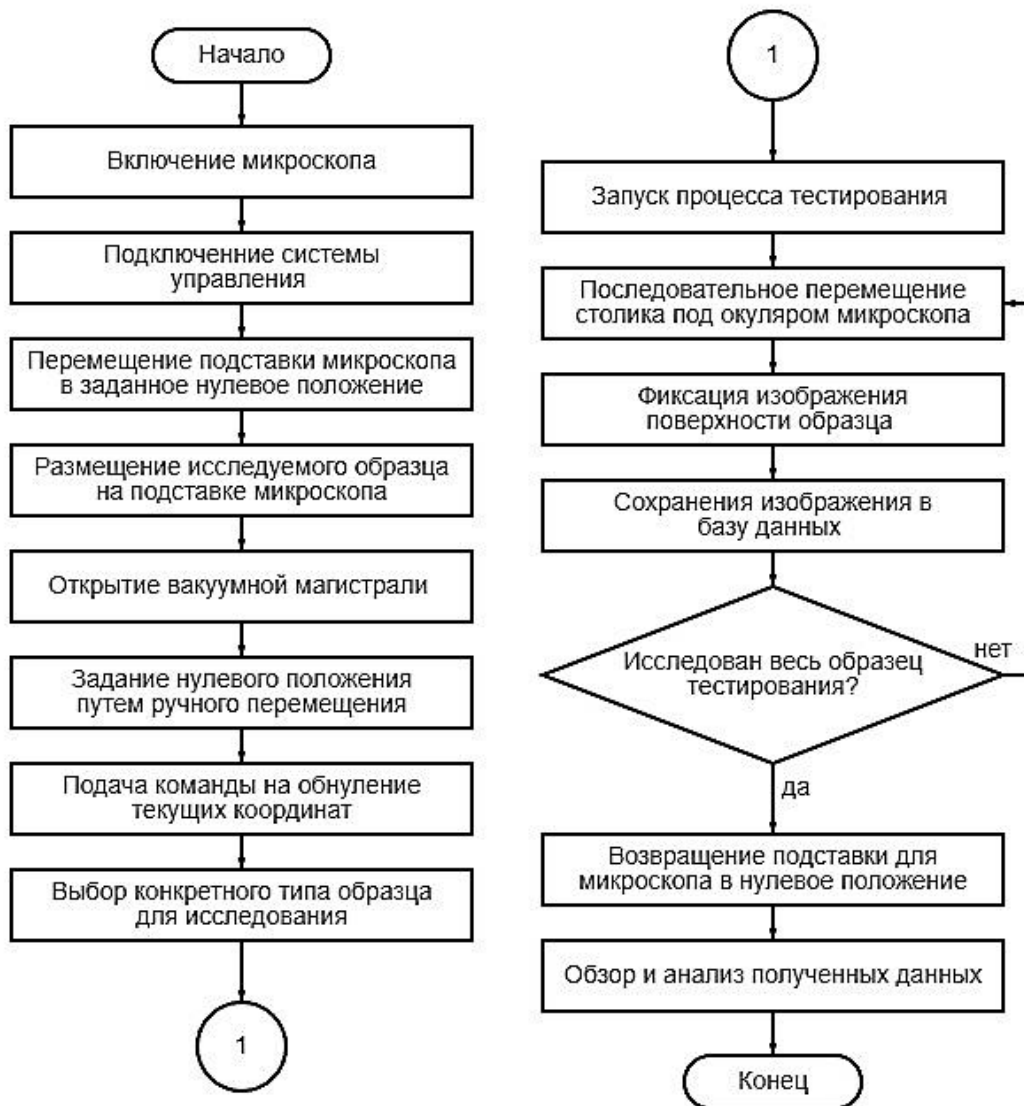 Начало
Включение микроскопа
Подключенние системы
управления
Перемещение подставки микроскопа
в заданное нулевое положение
Размещение исследуемого образца
на подставке микроскопа
Открытие вакуумной магистрали
Задание нулевого положения
путем ручного перемещения
Подача команды на обнуление
текущих координат
Выбор конкретного типа образца
для исследования
1
1
Запуск процесса тестирования
Последовательное перемещение
столика под окуляром микроскопа
Фиксация изображения
поверхности образца
Сохранения изображения в
базу данных
Исследован весь образец
тестирования?
нет
да
Возвращение подставки для
микроскопа в нулевое положение
Обзор и анализ полученных данных
Конец